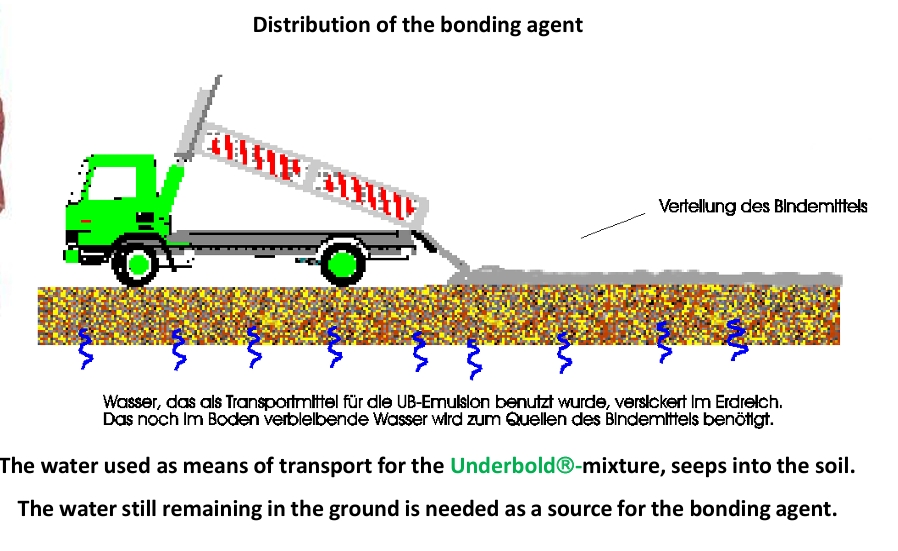 Distribution of the bonding agent
Verteilung des Bindemittels
Wasser, das als Transportmittel für die UB-Emulsion benutzt wurde, versickert im Erdreich.
Das noch im Boden verbleibende Wasser wird zum Quellen des Bindemittels benötigt.
The water used as means of transport for the Underbold®-mixture, seeps into the soil.
The water still remaining in the ground is needed as a source for the bonding agent.